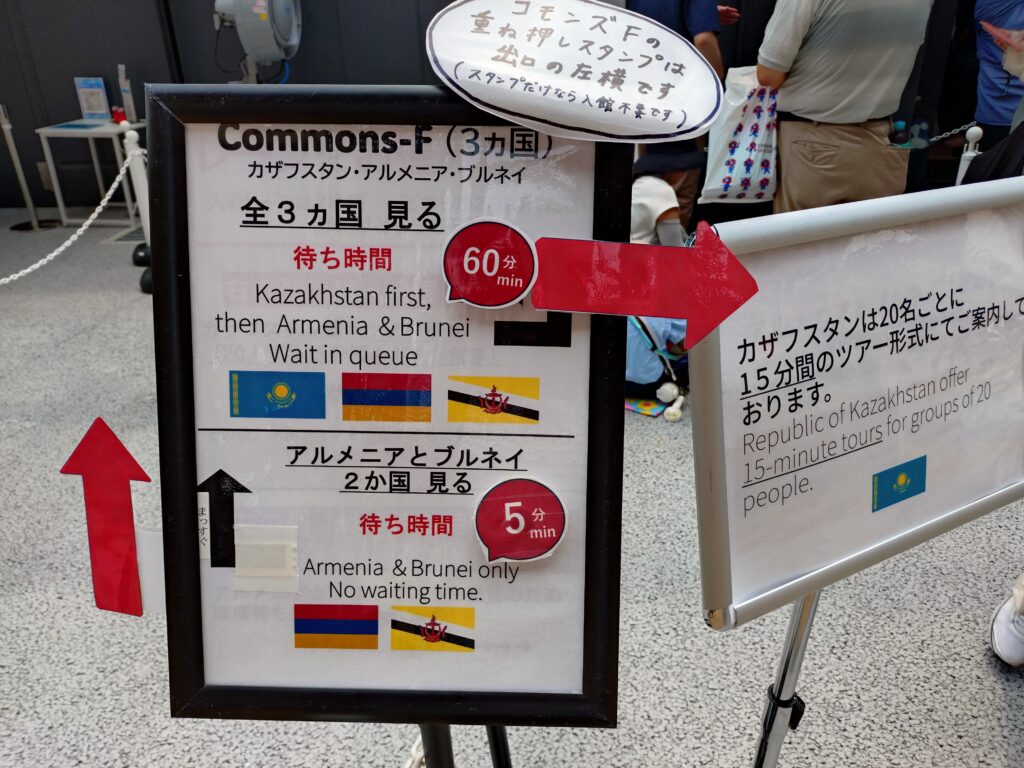 コモンズFの
重ね押しスタンプは
出口の左横です
(スタンプだけなら入館不要です)
Commons-F(3ヵ国)
カザフスタン・アルメニア・ブルネイ
全3ヵ国 見る
待ち時間
60分
min
Kazakhstan first,
then Armenia & Brunei
Wait in queue
アルメニアとブルネイ
2か国 見る
まっすぐ
待ち時間
5分
min
Armenia & Brunei only
No waiting time.
カザフスタンは20名ごとに
15分間のツアー形式にてご案内して
おります。
Republic of Kazakhstan offer
15-minute tours for groups of 20
people.